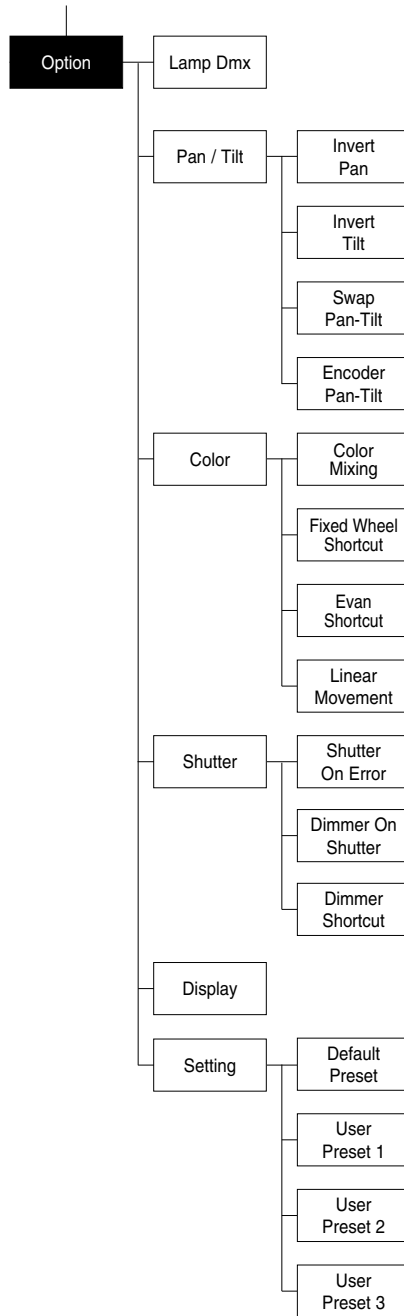 Option
Lamp Dmx
Pan / Tilt
Invert
Pan
Invert
Tilt
Swap
Pan-Tilt
Encoder
Pan-Tilt
Color
Color
Mixing
Fixed Wheel
Shortcut
Evan
Shortcut
Linear
Movement
Shutter
Shutter
On Error
Dimmer On
Shutter
Dimmer
Shortcut
Display
Setting
Default
Preset
User
Preset 1
User
Preset 2
User
Preset 3